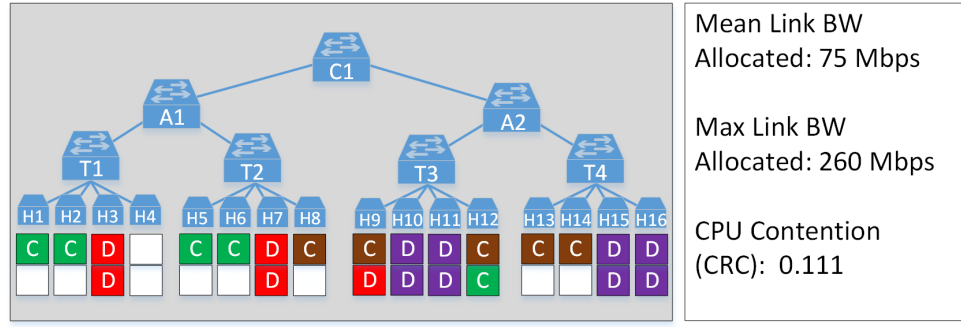 C1
A1 A2
T1 T2 T3 T4
H1 H2 H3 H4 H5 H6 H7 H8 H9 H10 H11 H12 H13 H14 H15 H16
C C D C C D C C D D C C C D D
D D D D D C D D
Mean Link BW
Allocated: 75 Mbps
Max Link BW
Allocated: 260 Mbps
CPU Contention
(CRC): 0.111